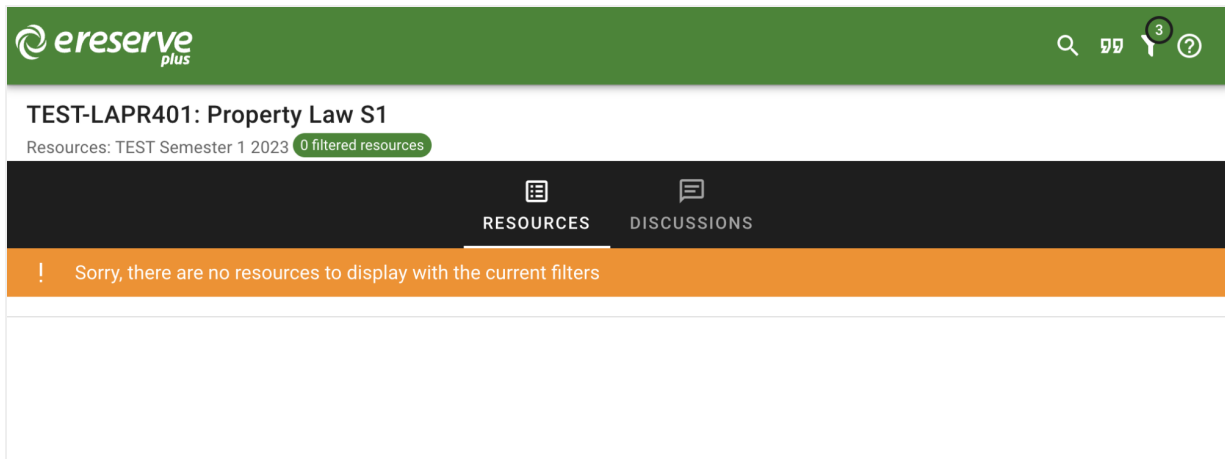 ereserve
plus
3
TEST-LAPR401: Property Law S1
Resources: TEST Semester 1 2023 0 filtered resources
RESOURCES DISCUSSIONS
! Sorry, there are no resources to display with the current filters